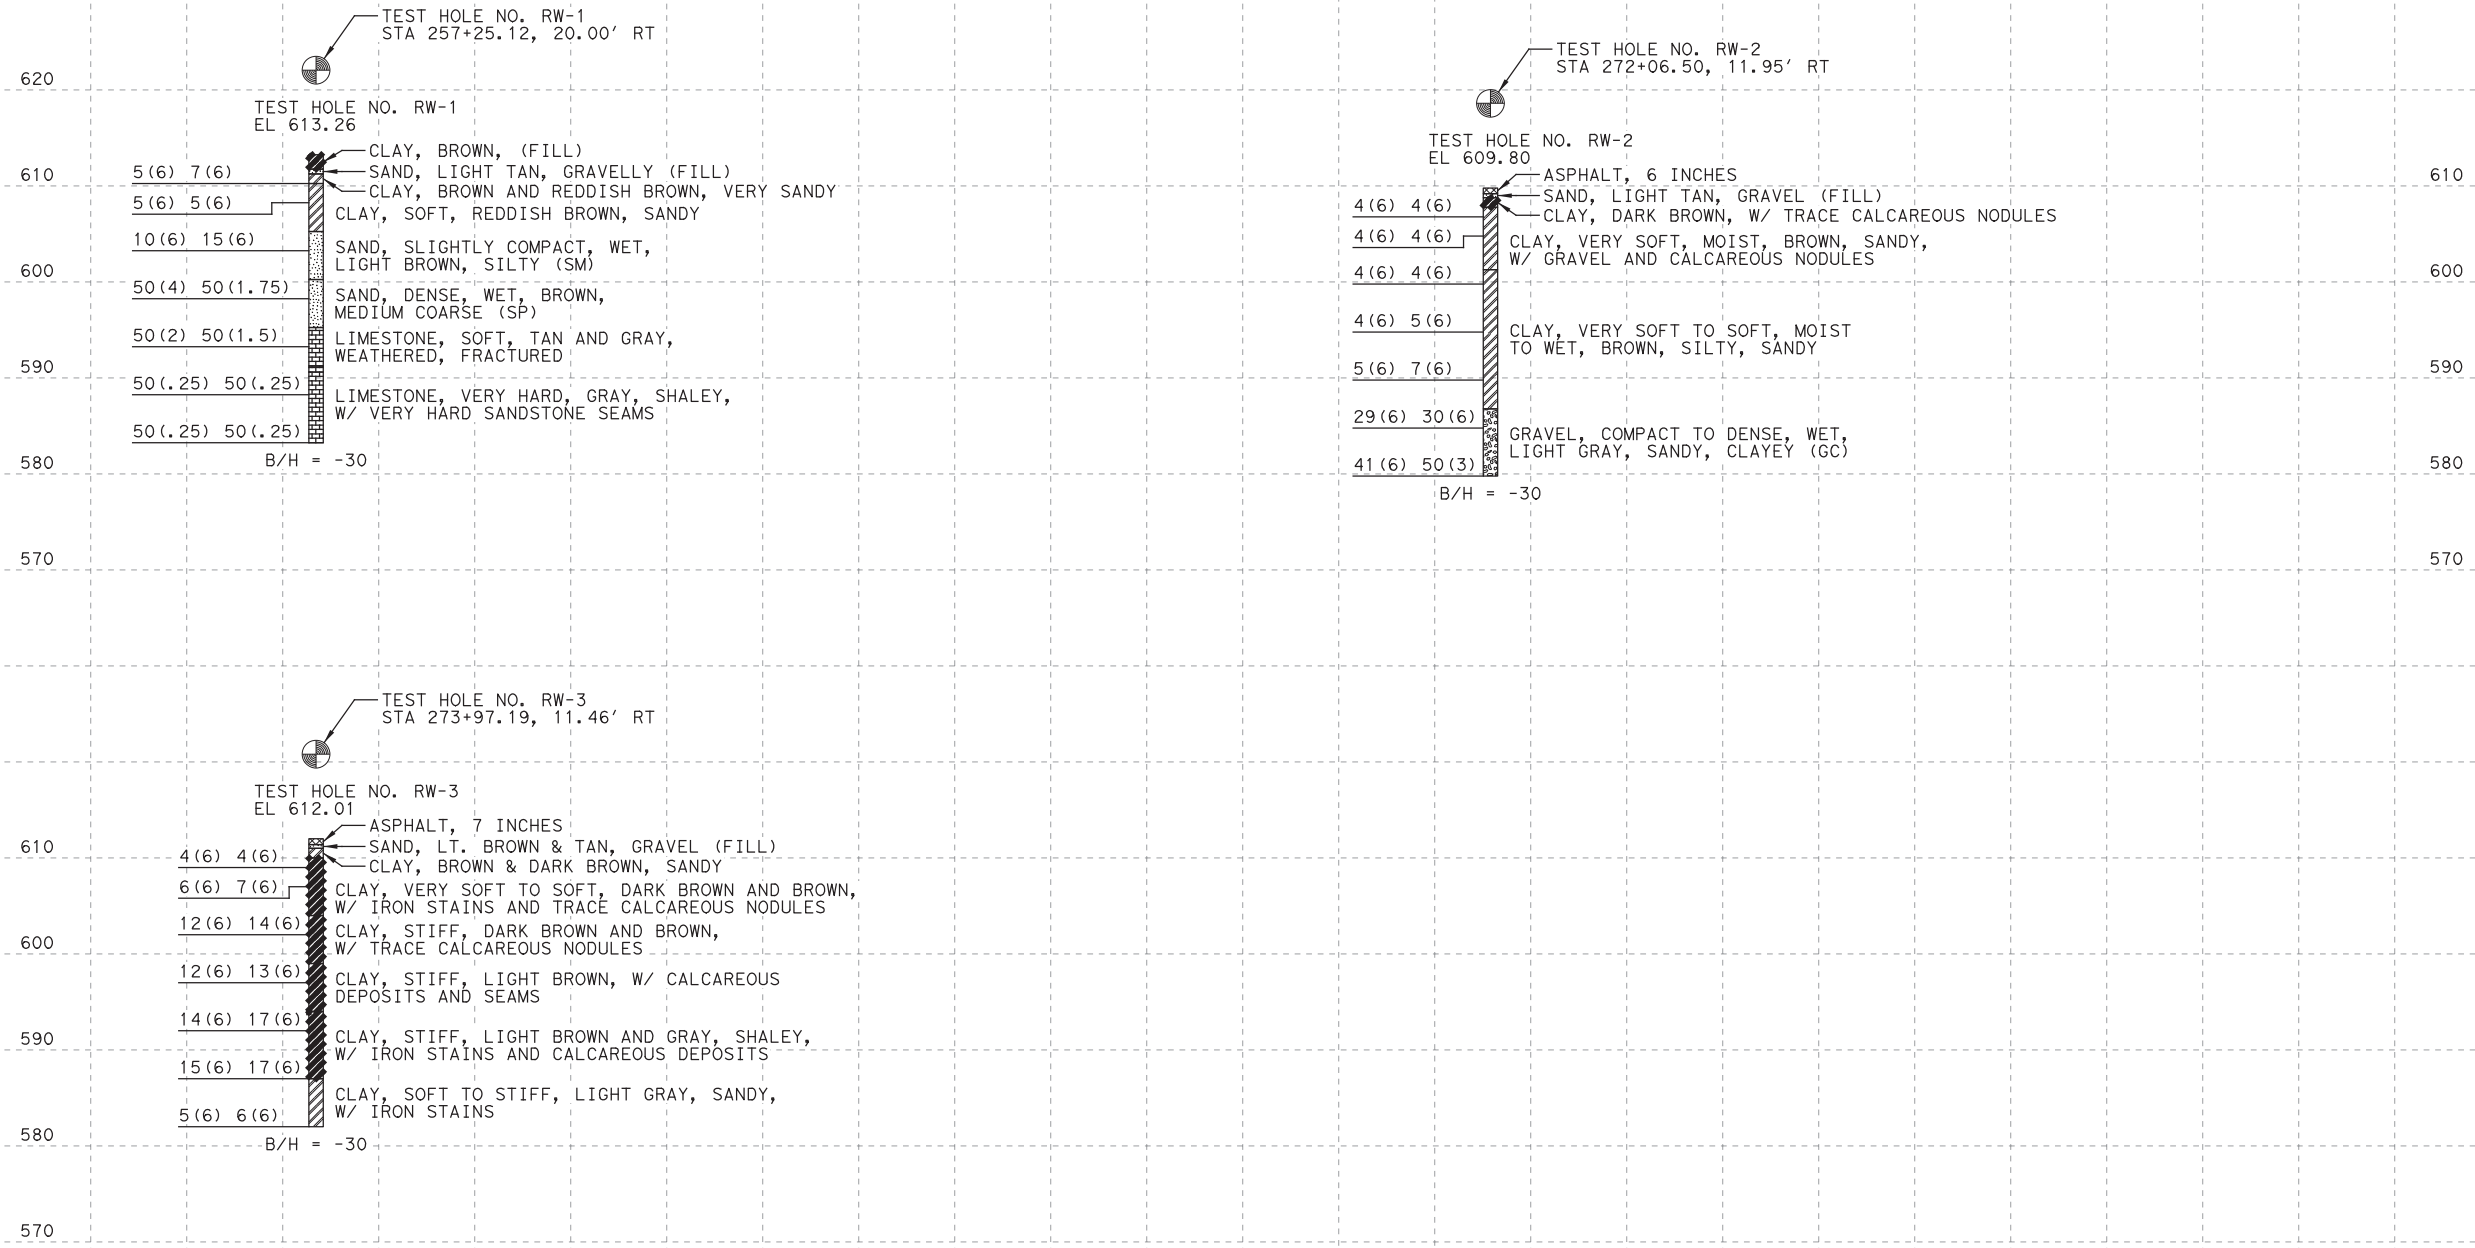 TEST HOLE NO. RW-1
STA 257+25.12, 20.00' RT
620
TEST HOLE NO. RW-1
EL 613.26
CLAY, BROWN, (FILL)
5(6) 7(6)
SAND, LIGHT TAN, GRAVELLY (FILL)
610
CLAY, BROWN AND REDDISH BROWN, VERY SANDY
5(6) 5(6)
CLAY, SOFT, REDDISH BROWN, SANDY
10(6) 15(6)
SAND, SLIGHTLY COMPACT, WET,
LIGHT BROWN, SILTY (SM)
600
50(4) 50(1.75)
SAND, DENSE, WET, BROWN,
MEDIUM COARSE (SP)
50(2) 50(1.5)
LIMESTONE, SOFT, TAN AND GRAY,
WEATHERED, FRACTURED
590
50(.25) 50(.25)
LIMESTONE, VERY HARD, GRAY, SHALEY,
W/ VERY HARD SANDSTONE SEAMS
50(.25) 50(.25)
B/H = -30
580
570
TEST HOLE NO. RW-2
STA 272+06.50, 11.95' RT
TEST HOLE NO. RW-2
EL 609.80
ASPHALT, 6 INCHES
610
SAND, LIGHT TAN, GRAVEL (FILL)
4(6) 4(6)
CLAY, DARK BROWN, W/ TRACE CALCAREOUS NODULES
4(6) 4(6)
CLAY, VERY SOFT, MOIST, BROWN, SANDY,
W/ GRAVEL AND CALCAREOUS NODULES
4(6) 4(6)
600
4(6) 5(6)
CLAY, VERY SOFT TO SOFT, MOIST
TO WET, BROWN, SILTY, SANDY
5(6) 7(6)
590
29(6) 30(6)
GRAVEL, COMPACT TO DENSE, WET,
LIGHT GRAY, SANDY, CLAYEY (GC)
41(6) 50(3)
580
B/H = -30
570
TEST HOLE NO. RW-3
STA 273+97.19, 11.46' RT
TEST HOLE NO. RW-3
EL 612.01
ASPHALT, 7 INCHES
610
SAND, LT. BROWN & TAN, GRAVEL (FILL)
4(6) 4(6)
CLAY, BROWN & DARK BROWN, SANDY
6(6) 7(6)
CLAY, VERY SOFT TO SOFT, DARK BROWN AND BROWN,
W/ IRON STAINS AND TRACE CALCAREOUS NODULES
12(6) 14(6)
CLAY, STIFF, DARK BROWN AND BROWN,
W/ TRACE CALCAREOUS NODULES
600
12(6) 13(6)
CLAY, STIFF, LIGHT BROWN, W/ CALCAREOUS
DEPOSITS AND SEAMS
14(6) 17(6)
590
CLAY, STIFF, LIGHT BROWN AND GRAY, SHALEY,
W/ IRON STAINS AND CALCAREOUS DEPOSITS
15(6) 17(6)
CLAY, SOFT TO STIFF, LIGHT GRAY, SANDY,
W/ IRON STAINS
5(6) 6(6)
580
B/H = -30
570